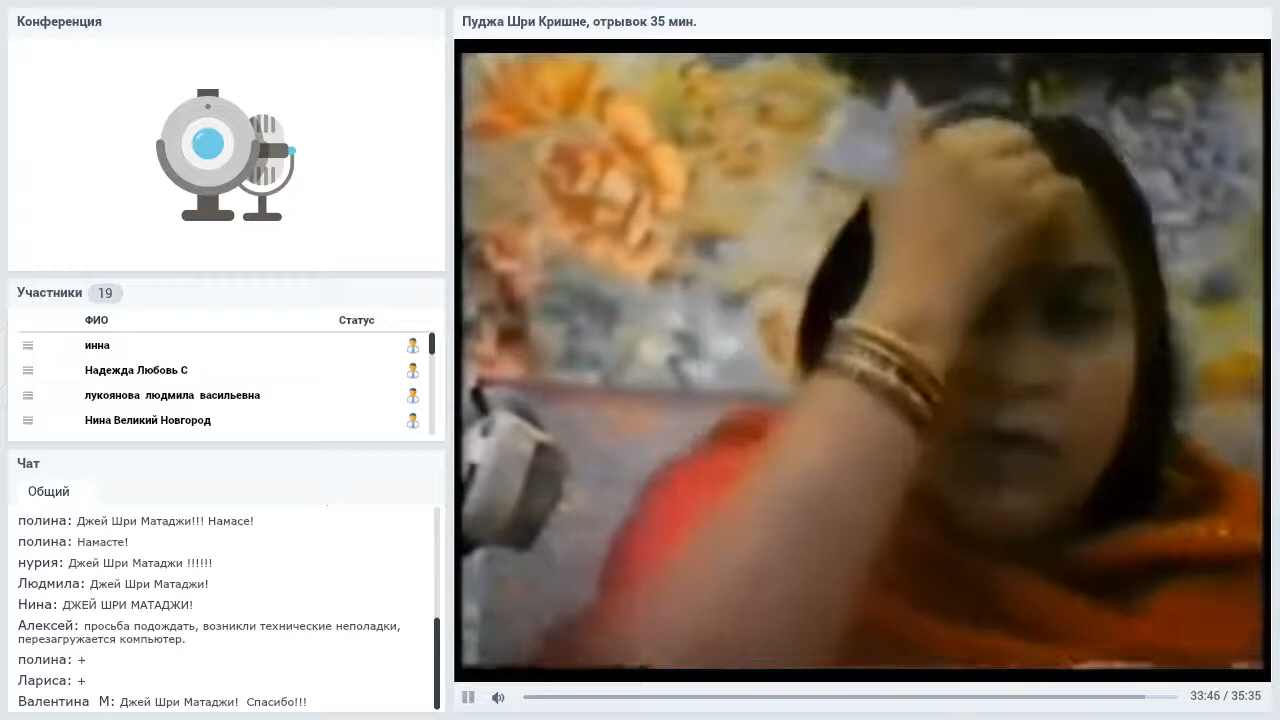 Конференция
Пуджа Шри Кришне, отрывок 35 мин.
Участники 19
ФИО Статус
инна
Надежда Любовь С
лукоянова людмила васильевна
Нина Великий Новгород
Чат
Общий
полина: Джей Шри Матаджи!!! Намасе!
полина: Намасте!
нурия: Джей Шри Матаджи !!!!!!
Людмила: Джей Шри Матаджи!
Нина: ДЖЕЙ ШРИ МАТАДЖИ!
Алексей: просьба подождать, возникли технические неполадки,
перезагружается компьютер.
полина: +
Лариса: +
Валентина М: Джей Шри Матаджи! Спасибо!!!
33:46 / 35:35